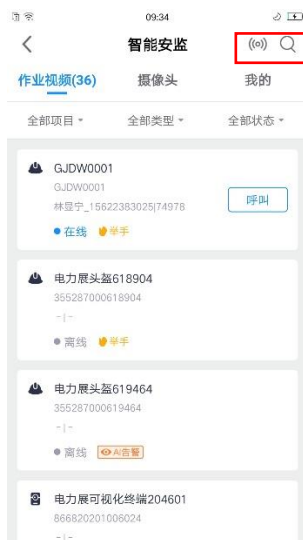 09:34
智能安监
作业视频(36) 摄像头 我的
全部项目 全部类型 全部状态
GJDW0001
GJDW0001
林显宁_15622383025|74978
呼叫
在线 举手
电力展头盔618904
355287000618904
-|-
离线 举手
电力展头盔619464
355287000619464
-|-
离线 AI告警
电力展可视化终端204601
866820201006024
-|-